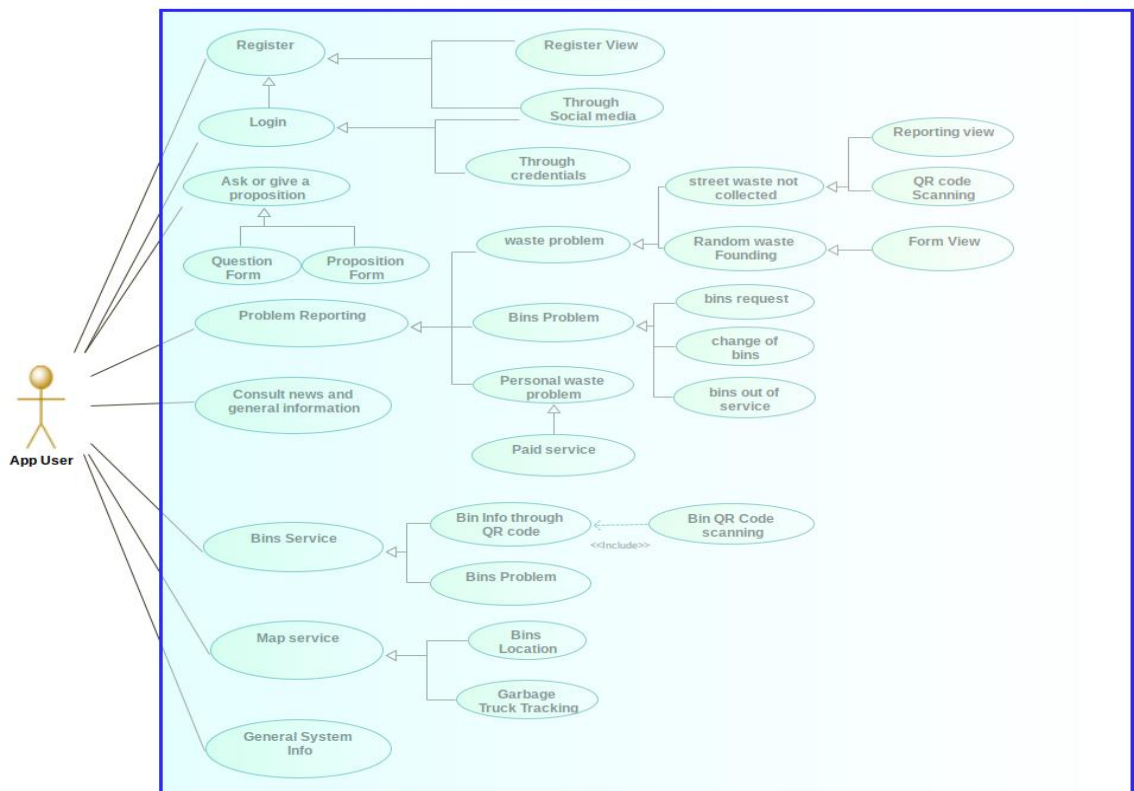 Register
Register View
Through
Social media
Login
Through
credentials
Reporting view
Ask or give a
proposition
street waste not
collected
QR code
Scanning
Question
Form
Proposition
Form
waste problem
Random waste
Founding
Form View
Problem Reporting
Bins Problem
bins request
change of
bins
Personal waste
problem
bins out of
service
Consult news and
general information
Paid service
App User
Bin Info through
QR code
<<Include>>
Bin QR Code
scanning
Bins Service
Bins Problem
Map service
Bins
Location
Garbage
Truck Tracking
General System
Info